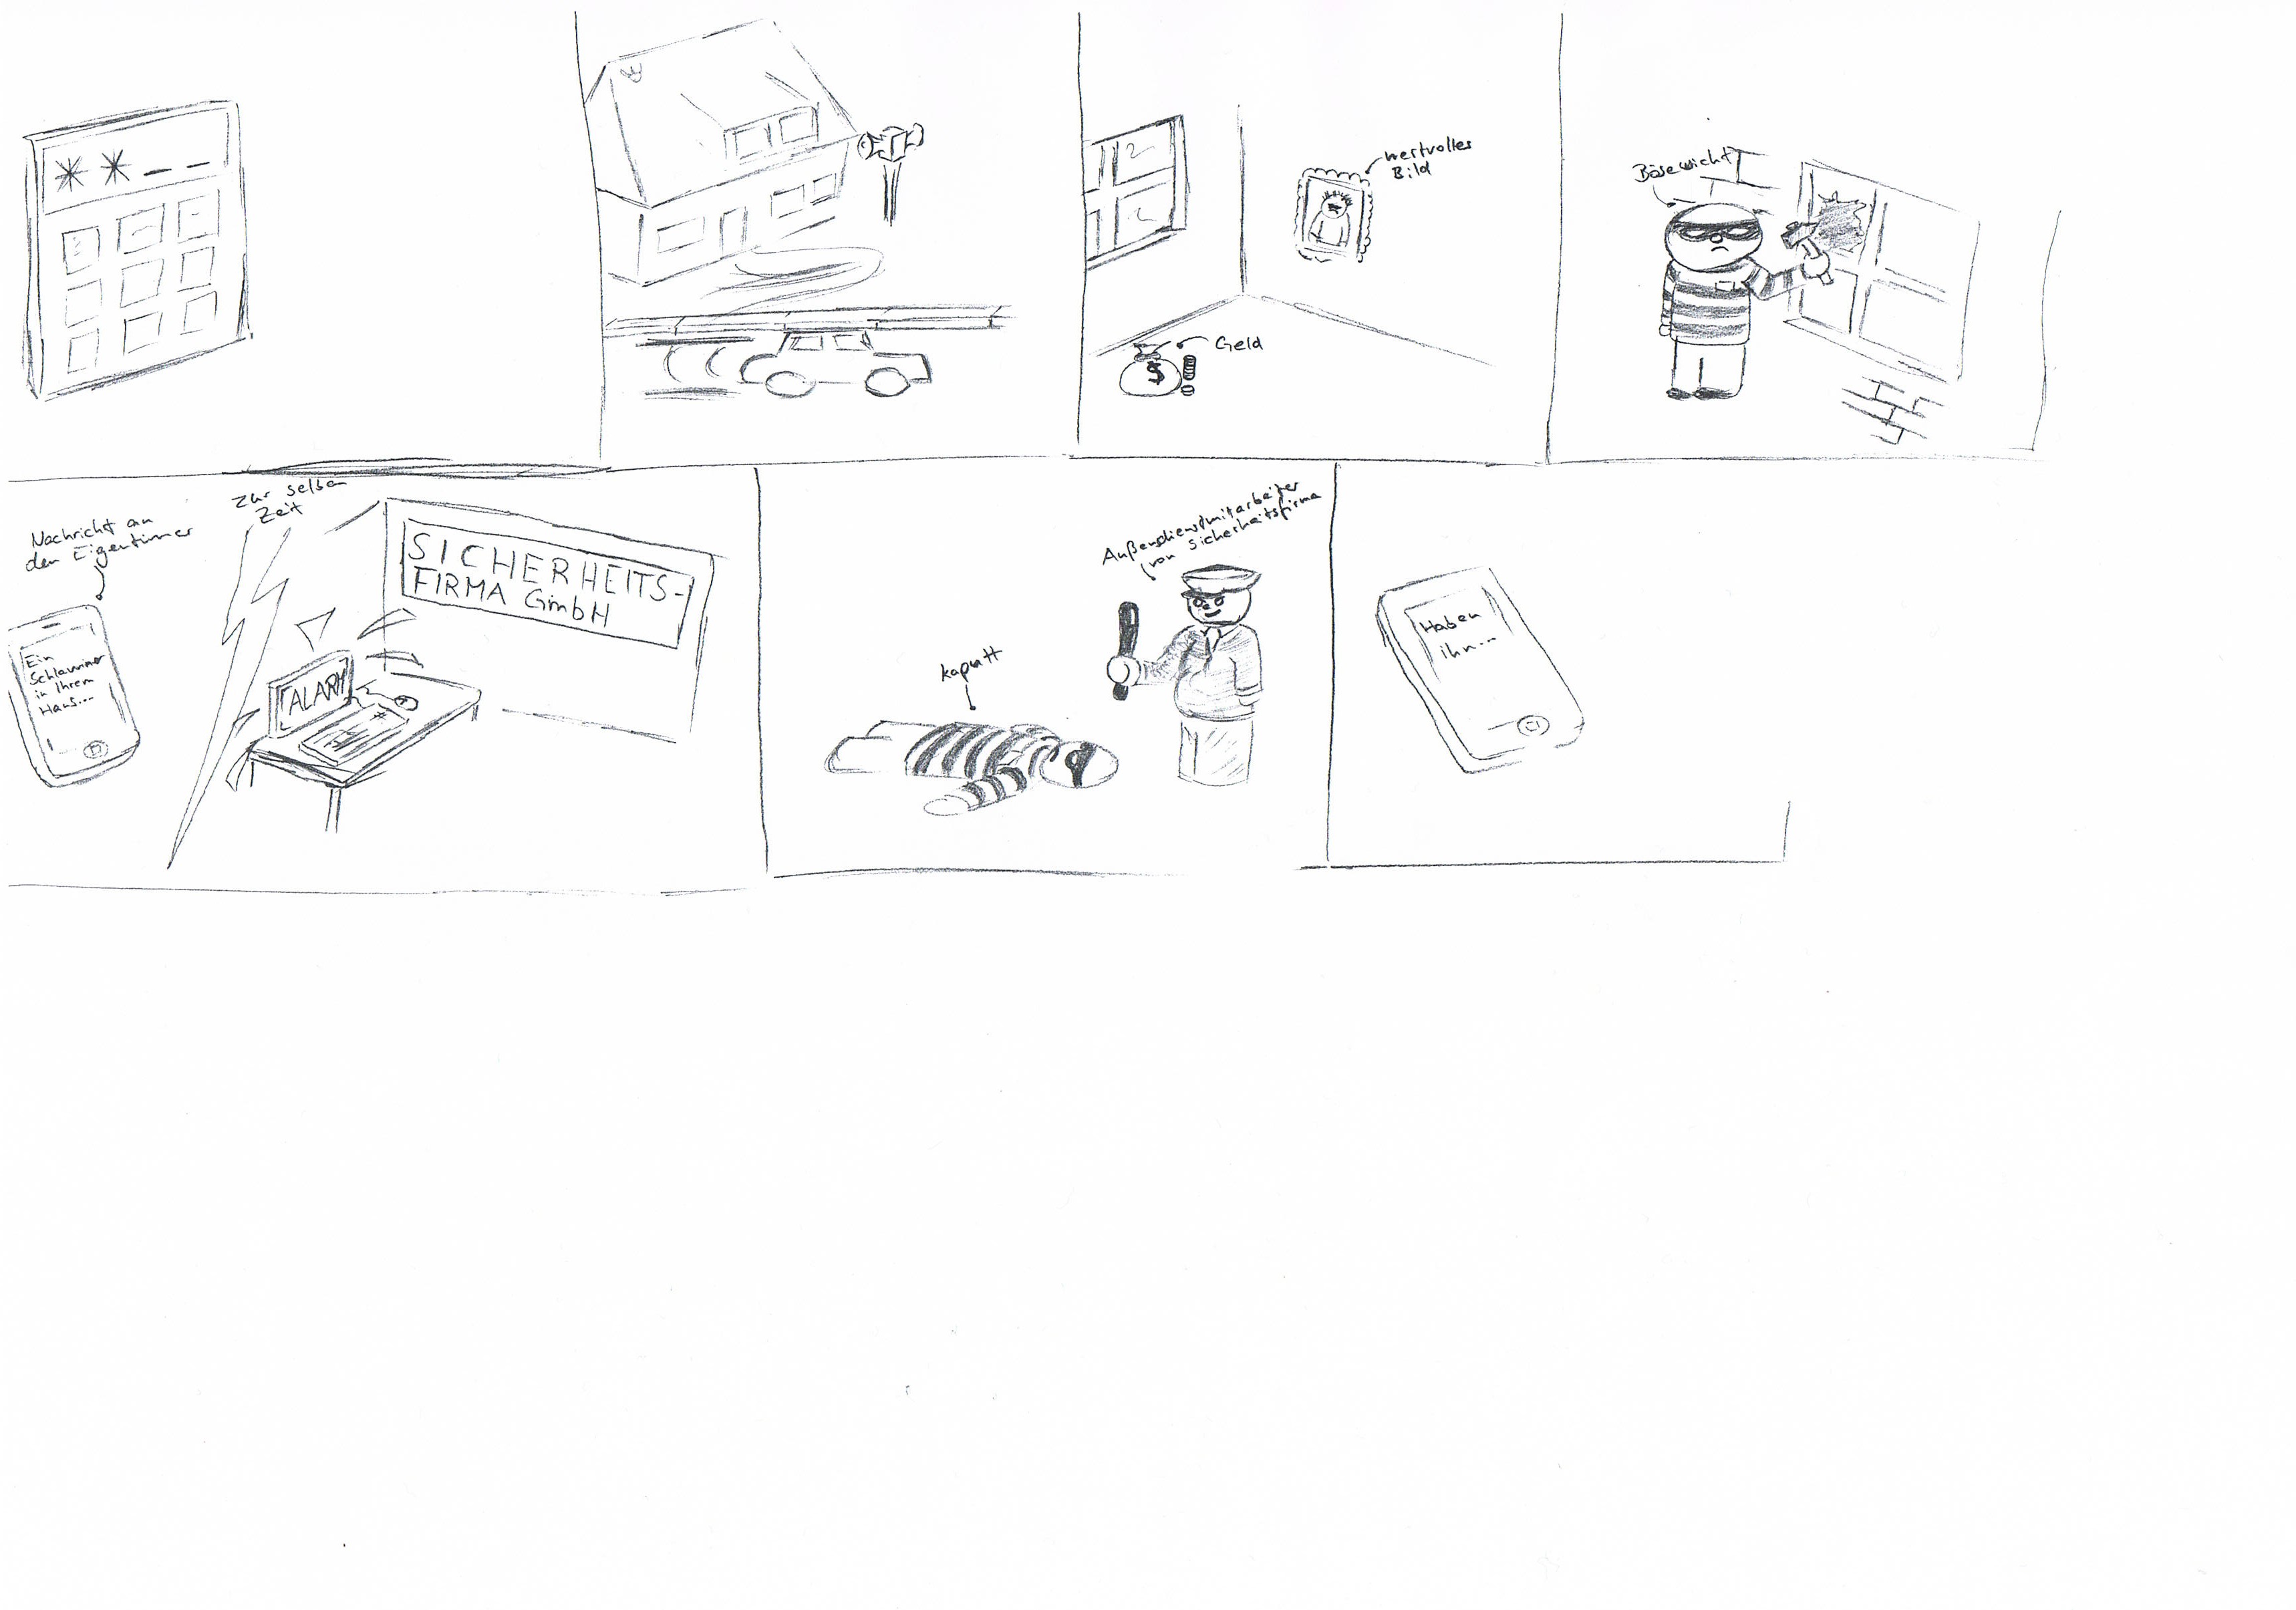 * * _ _
wertvolles
Bild
Geld
$
Bösewicht
Nachricht an
den Eigentümer
Ein
Schlawiner
in Ihrem
Haus...
Zur selben
Zeit
ALARM
SICHERHEITS-
FIRMA GmbH
kaputt
Außendienstmitarbeiter
von Sicherheitsfirma
Haben
ihn...